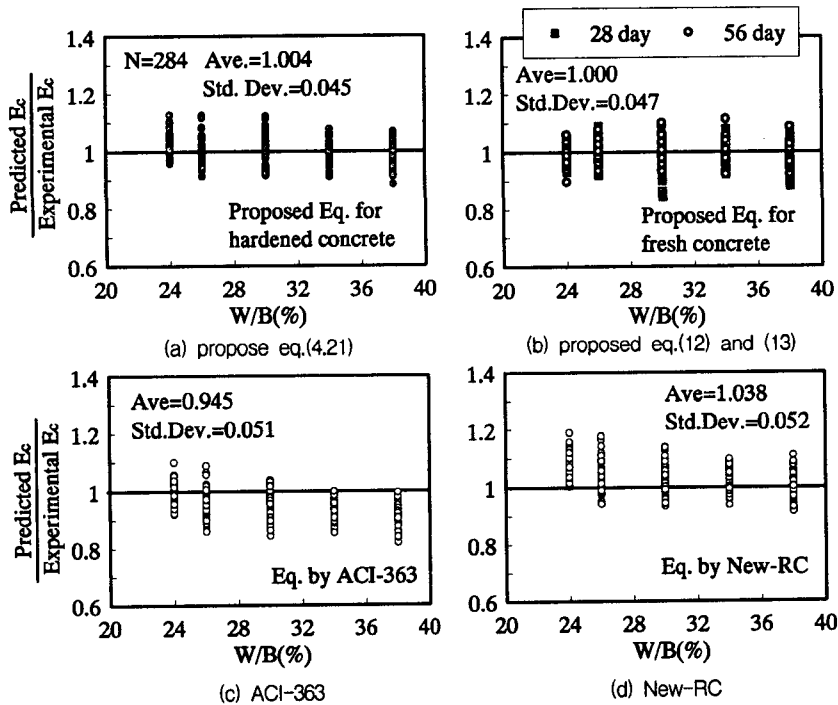 1.4
1.2
1
0.8
0.6
Predicted Ec
Experimental Ec
N=284 Ave.=1.004
Std. Dev.=0.045
Proposed Eq. for
hardened concrete
20 24 28 32 36 40
W/B(%)
(a) propose eq.(4.21)
28 day 56 day
1.4
1.2
1
0.8
0.6
Ave=1.000
Std.Dev.=0.047
Proposed Eq. for
fresh concrete
20 24 28 32 36 40
W/B(%)
(b) proposed eq.(12) and (13)
1.4
1.2
1
0.8
0.6
Predicted Ec
Experimental Ec
Ave=0.945
Std.Dev.=0.051
Eq. by ACI-363
20 24 28 32 36 40
W/B(%)
(c) ACI-363
1.4
1.2
1
0.8
0.6
Ave=1.038
Std.Dev.=0.052
Eq. by New-RC
20 24 28 32 36 40
W/B(%)
(d) New-RC